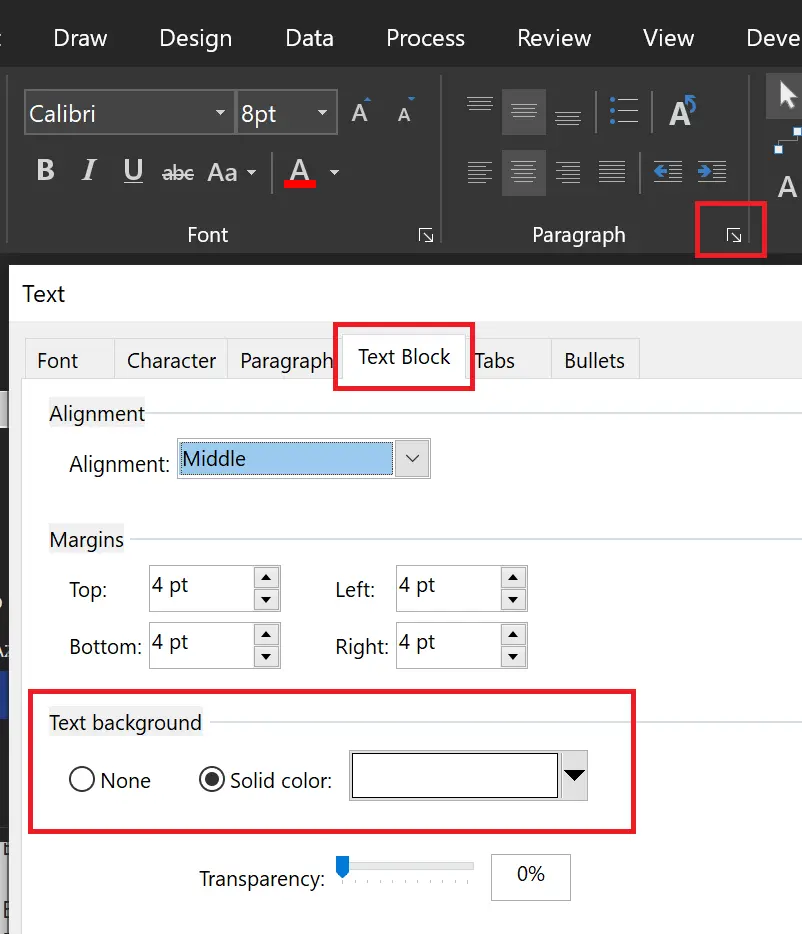 Draw Design Data Process Review View Deve
Calibri 8pt A A A
B I U abc Aa A A
Font Paragraph
Text
Font Character Paragraph Text Block Tabs Bullets
Alignment
Alignment: Middle
Margins
Top: 4 pt Left: 4 pt
Bottom: 4 pt Right: 4 pt
Text background
None Solid color:
Transparency: 0%